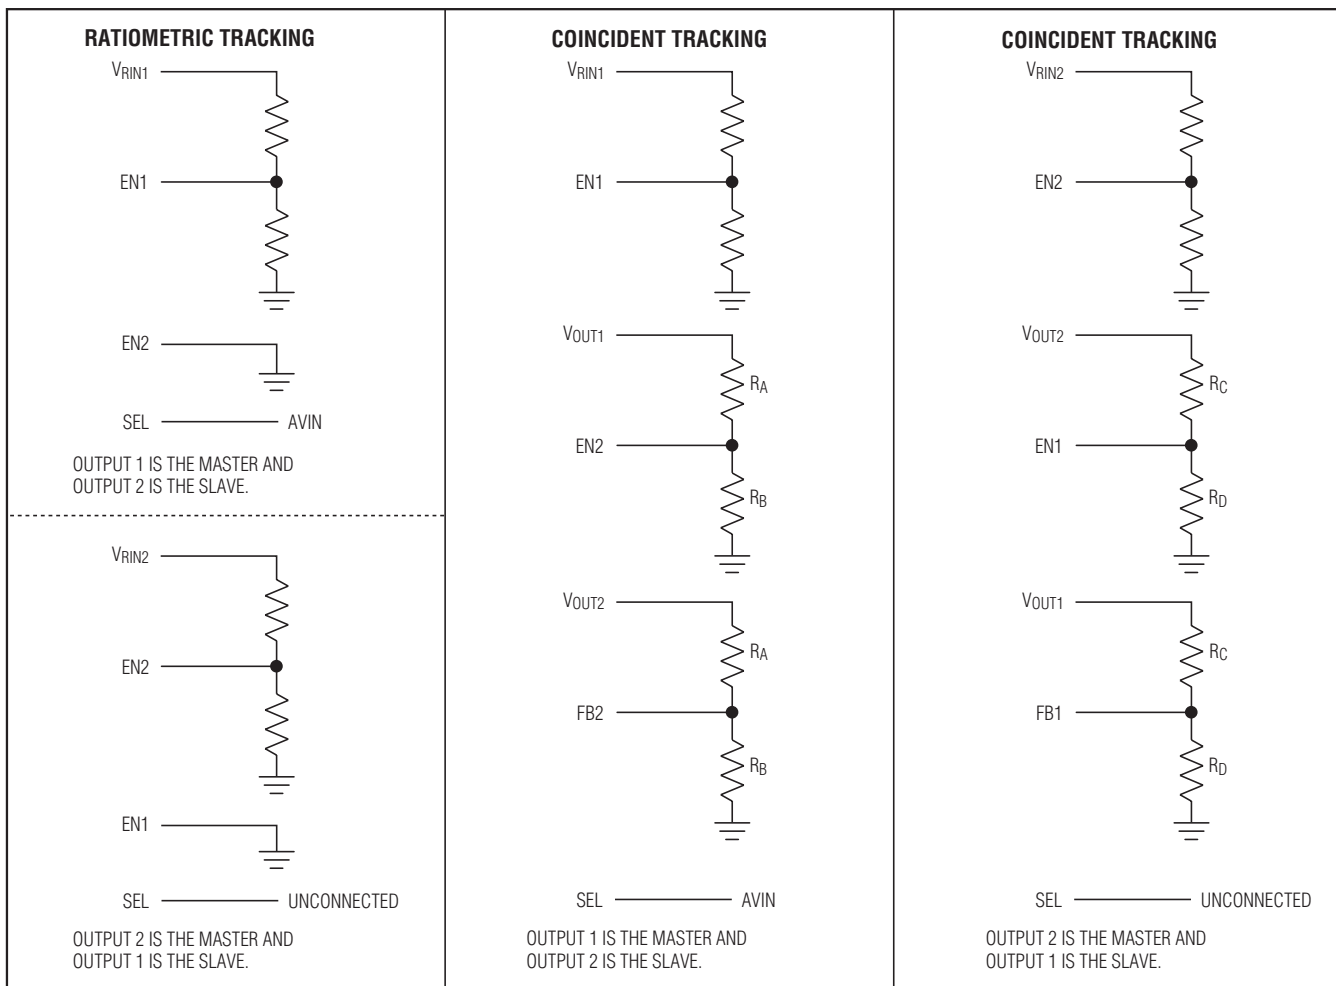 RATIOMETRIC TRACKING
VRIN1
EN1
EN2
SEL AVIN
OUTPUT 1 IS THE MASTER AND
OUTPUT 2 IS THE SLAVE.
VRIN2
EN2
EN1
SEL UNCONNECTED
OUTPUT 2 IS THE MASTER AND
OUTPUT 1 IS THE SLAVE.
COINCIDENT TRACKING
VRIN1
EN1
VOUT1
RA
EN2
RB
VOUT2
RA
FB2
RB
SEL AVIN
OUTPUT 1 IS THE MASTER AND
OUTPUT 2 IS THE SLAVE.
COINCIDENT TRACKING
VRIN2
EN2
VOUT2
RC
EN1
RD
VOUT1
RC
FB1
RD
SEL UNCONNECTED
OUTPUT 2 IS THE MASTER AND
OUTPUT 1 IS THE SLAVE.